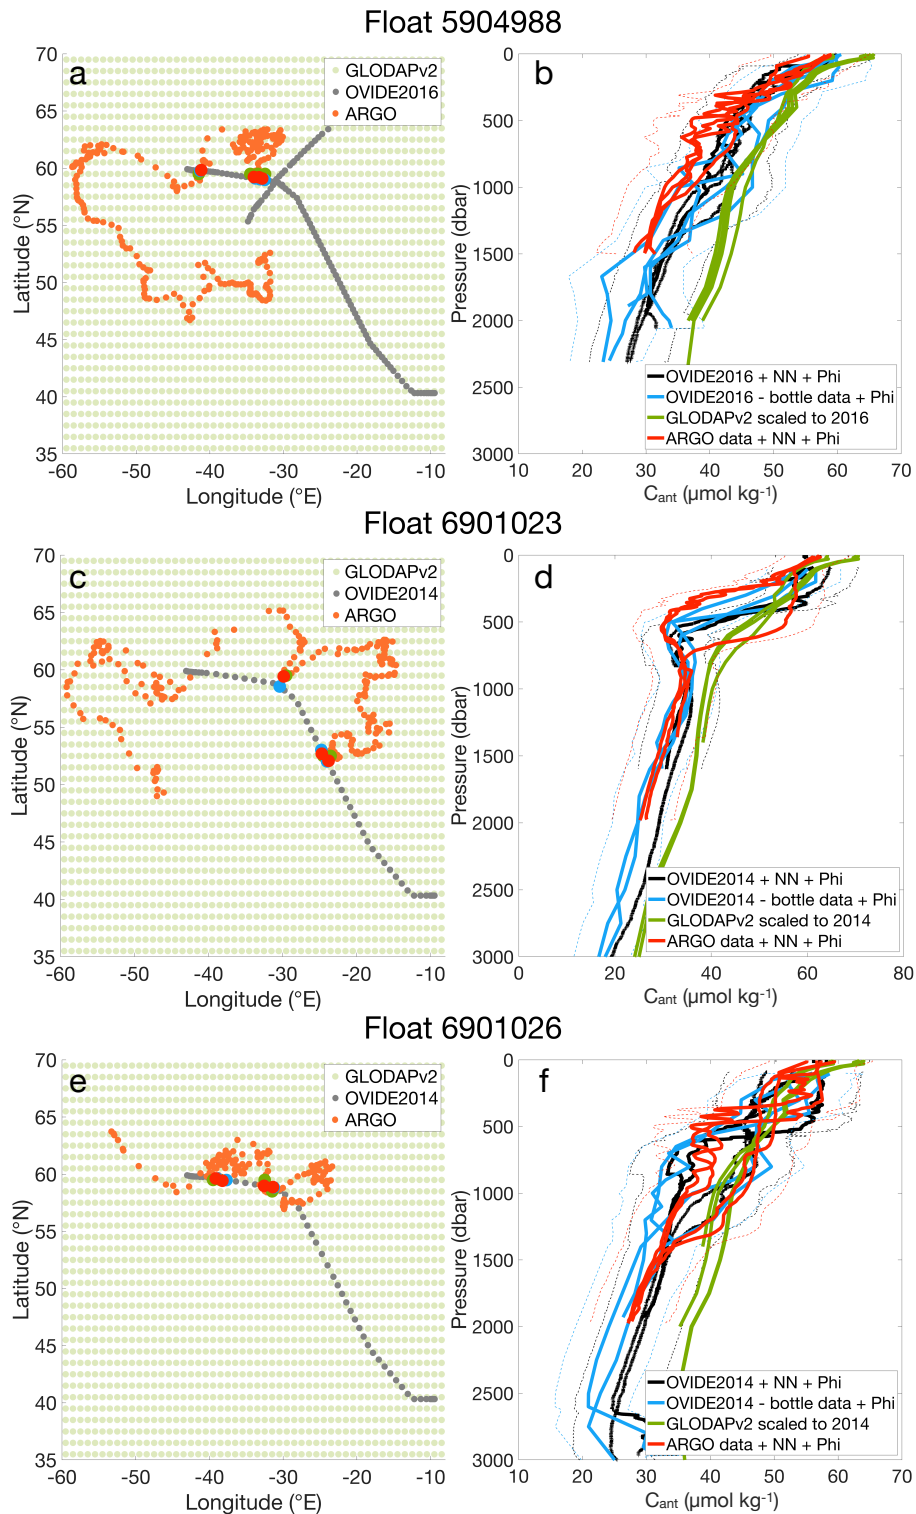 Float 5904988
a
GLODAPv2
OVIDE2016
ARGO
70
65
60
55
50
45
40
35
-60
-50
-40
-30
-20
-10
Latitude (°N)
Longitude (°E)
b
0
500
1000
1500
2000
2500
3000
10
20
30
40
50
60
70
Pressure (dbar)
Cant (µmol kg-1)
OVIDE2016 + NN + Phi
OVIDE2016 - bottle data + Phi
GLODAPv2 scaled to 2016
ARGO data + NN + Phi
Float 6901023
c
GLODAPv2
OVIDE2014
ARGO
70
65
60
55
50
45
40
35
-60
-50
-40
-30
-20
-10
Latitude (°N)
Longitude (°E)
d
0
500
1000
1500
2000
2500
3000
0
20
40
60
80
Pressure (dbar)
Cant (µmol kg-1)
OVIDE2014 + NN + Phi
OVIDE2014 - bottle data + Phi
GLODAPv2 scaled to 2014
ARGO data + NN + Phi
Float 6901026
e
GLODAPv2
OVIDE2014
ARGO
70
65
60
55
50
45
40
35
-60
-50
-40
-30
-20
-10
Latitude (°N)
Longitude (°E)
f
0
500
1000
1500
2000
2500
3000
10
20
30
40
50
60
70
Pressure (dbar)
Cant (µmol kg-1)
OVIDE2014 + NN + Phi
OVIDE2014 - bottle data + Phi
GLODAPv2 scaled to 2014
ARGO data + NN + Phi